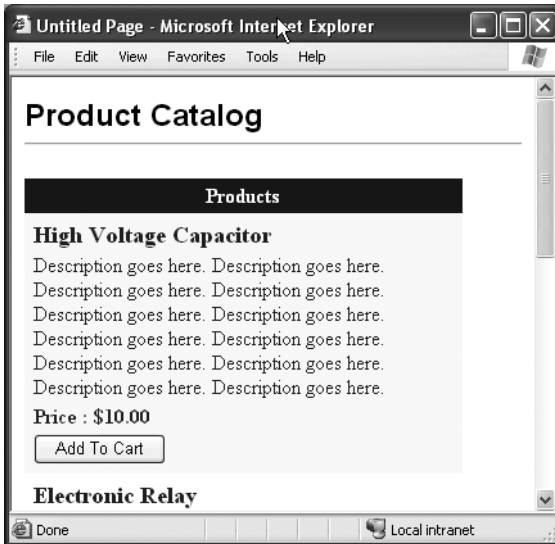 Untitled Page - Microsoft Internet Explorer
File Edit View Favorites Tools Help
Product Catalog
Products
High Voltage Capacitor
Description goes here. Description goes here.
Description goes here. Description goes here.
Description goes here. Description goes here.
Description goes here. Description goes here.
Description goes here. Description goes here.
Description goes here. Description goes here.
Price : $10.00
Add To Cart
Electronic Relay
Done Local intranet